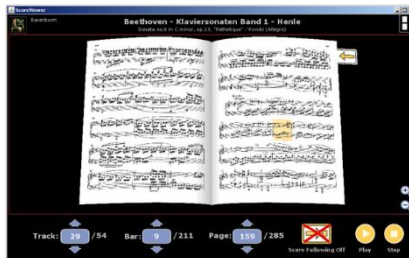 ScoreViewer
Barenboim
Beethoven - Klaviersonaten Band 1 - Henle
Sonata No.8 in C minor, op.13, "Pathetique" : Rondo (Allegro)
Track: 29 /54 Bar: 9 /211 Page: 159 /285
Score Following Off Play Stop